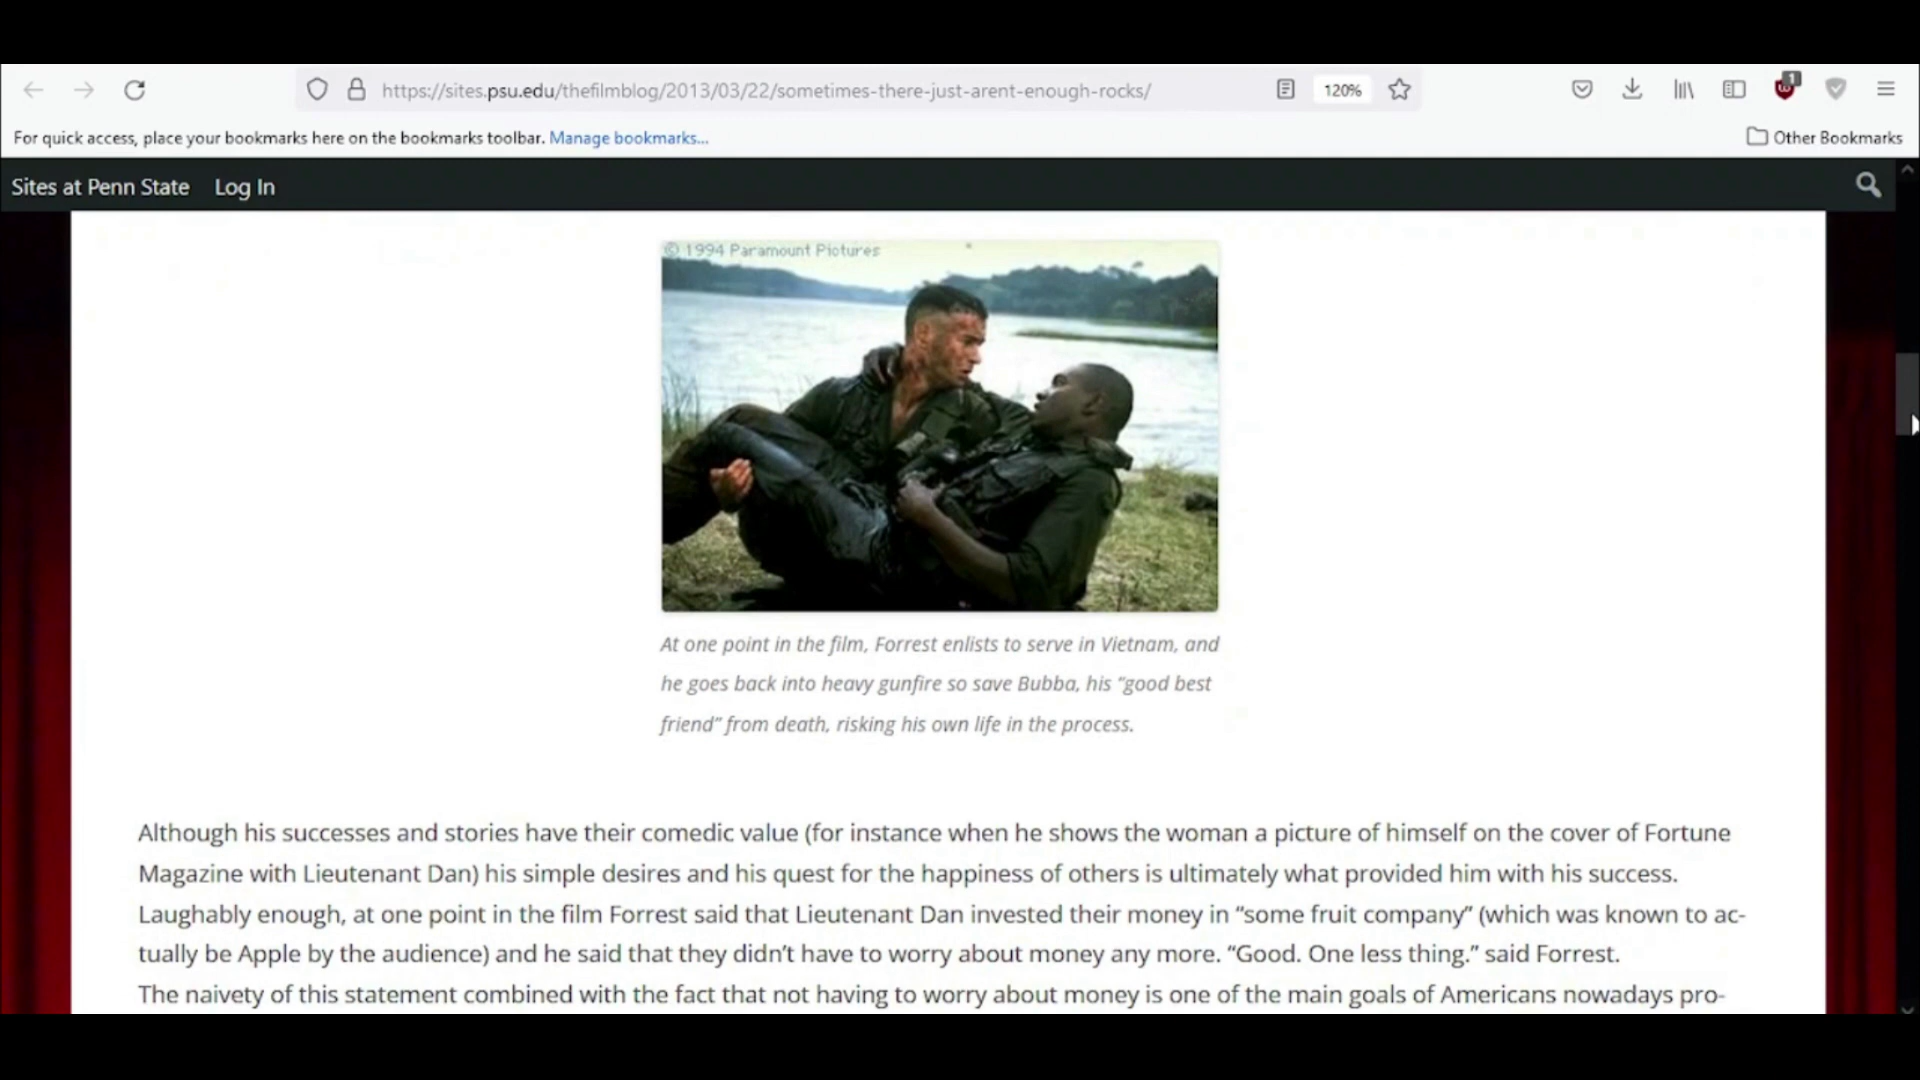 https://sites.psu.edu/thefilmblog/2013/03/22/sometimes-there-just-arent-enough-rocks/
120%
1
For quick access, place your bookmarks here on the bookmarks toolbar. Manage bookmarks...
Other Bookmarks
Sites at Penn State Log In
© 1994 Paramount Pictures
At one point in the film, Forrest enlists to serve in Vietnam, and
he goes back into heavy gunfire so save Bubba, his “good best
friend” from death, risking his own life in the process.
Although his successes and stories have their comedic value (for instance when he shows the woman a picture of himself on the cover of Fortune
Magazine with Lieutenant Dan) his simple desires and his quest for the happiness of others is ultimately what provided him with his success.
Laughably enough, at one point in the film Forrest said that Lieutenant Dan invested their money in “some fruit company” (which was known to ac-
tually be Apple by the audience) and he said that they didn’t have to worry about money any more. “Good. One less thing.” said Forrest.
The naivety of this statement combined with the fact that not having to worry about money is one of the main goals of Americans nowadays pro-